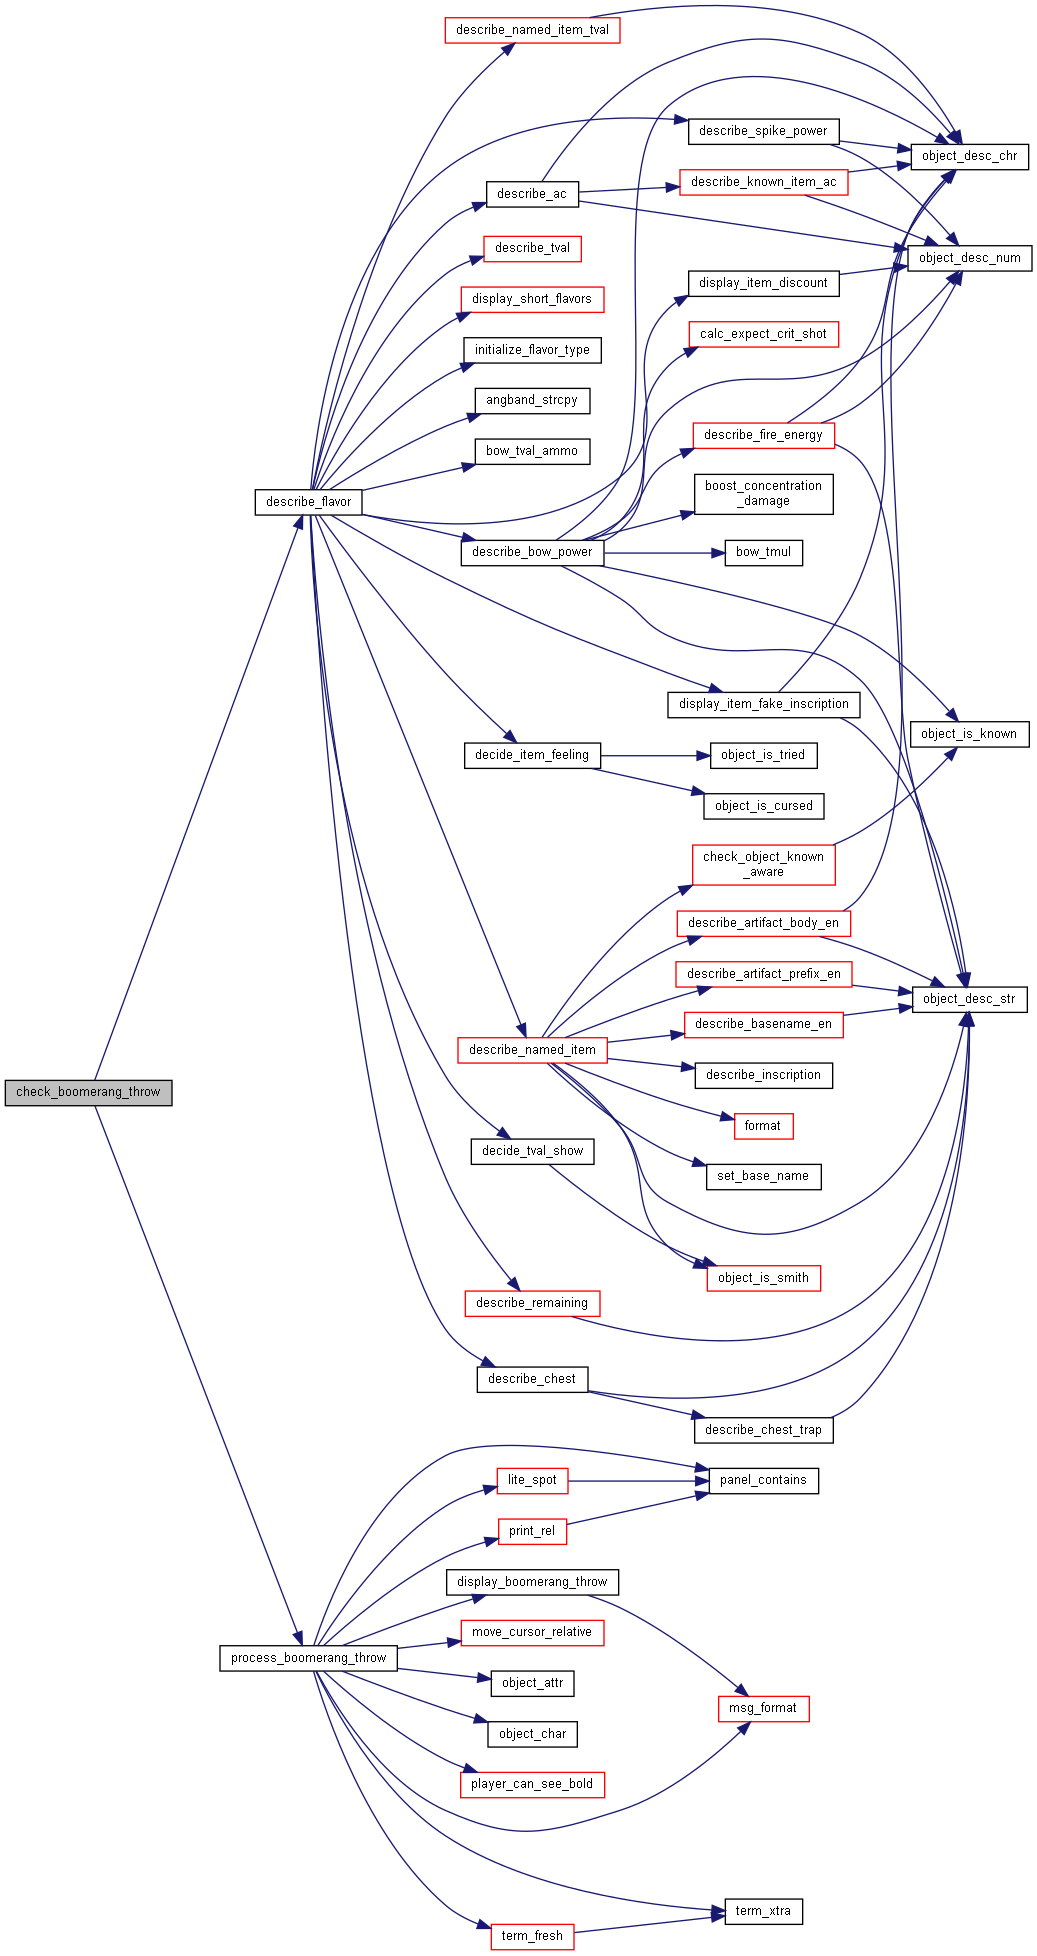 describe_named_item_tval
describe_spike_power
object_desc_chr
describe_known_item_ac
describe_ac
describe_tval
object_desc_num
display_item_discount
display_short_flavors
calc_expect_crit_shot
initialize_flavor_type
angband_strcpy
describe_fire_energy
bow_tval_ammo
boost_concentration
_damage
describe_flavor
describe_bow_power
bow_tmul
display_item_fake_inscription
object_is_known
decide_item_feeling
object_is_tried
object_is_cursed
check_object_known
_aware
describe_artifact_body_en
describe_artifact_prefix_en
object_desc_str
describe_basename_en
describe_named_item
describe_inscription
check_boomerang_throw
format
decide_tval_show
set_base_name
object_is_smith
describe_remaining
describe_chest
describe_chest_trap
lite_spot
panel_contains
print_rel
display_boomerang_throw
move_cursor_relative
process_boomerang_throw
object_attr
msg_format
object_char
player_can_see_bold
term_xtra
term_fresh